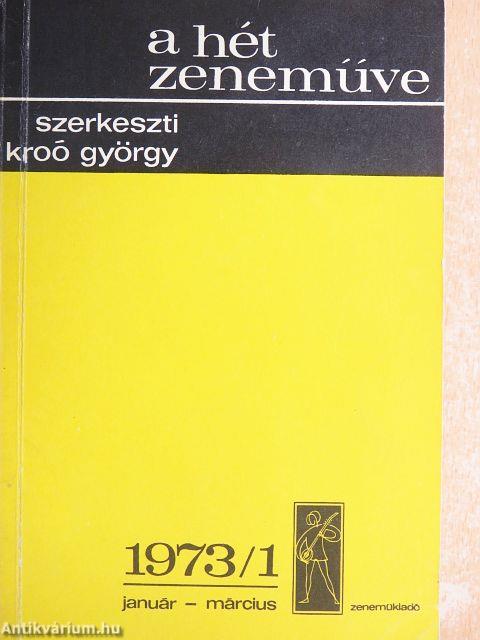 a hét
zeneműve
szerkeszti
kroó györgy
1973/1
január – március
zeneműkiadó
Antikvárium.hu